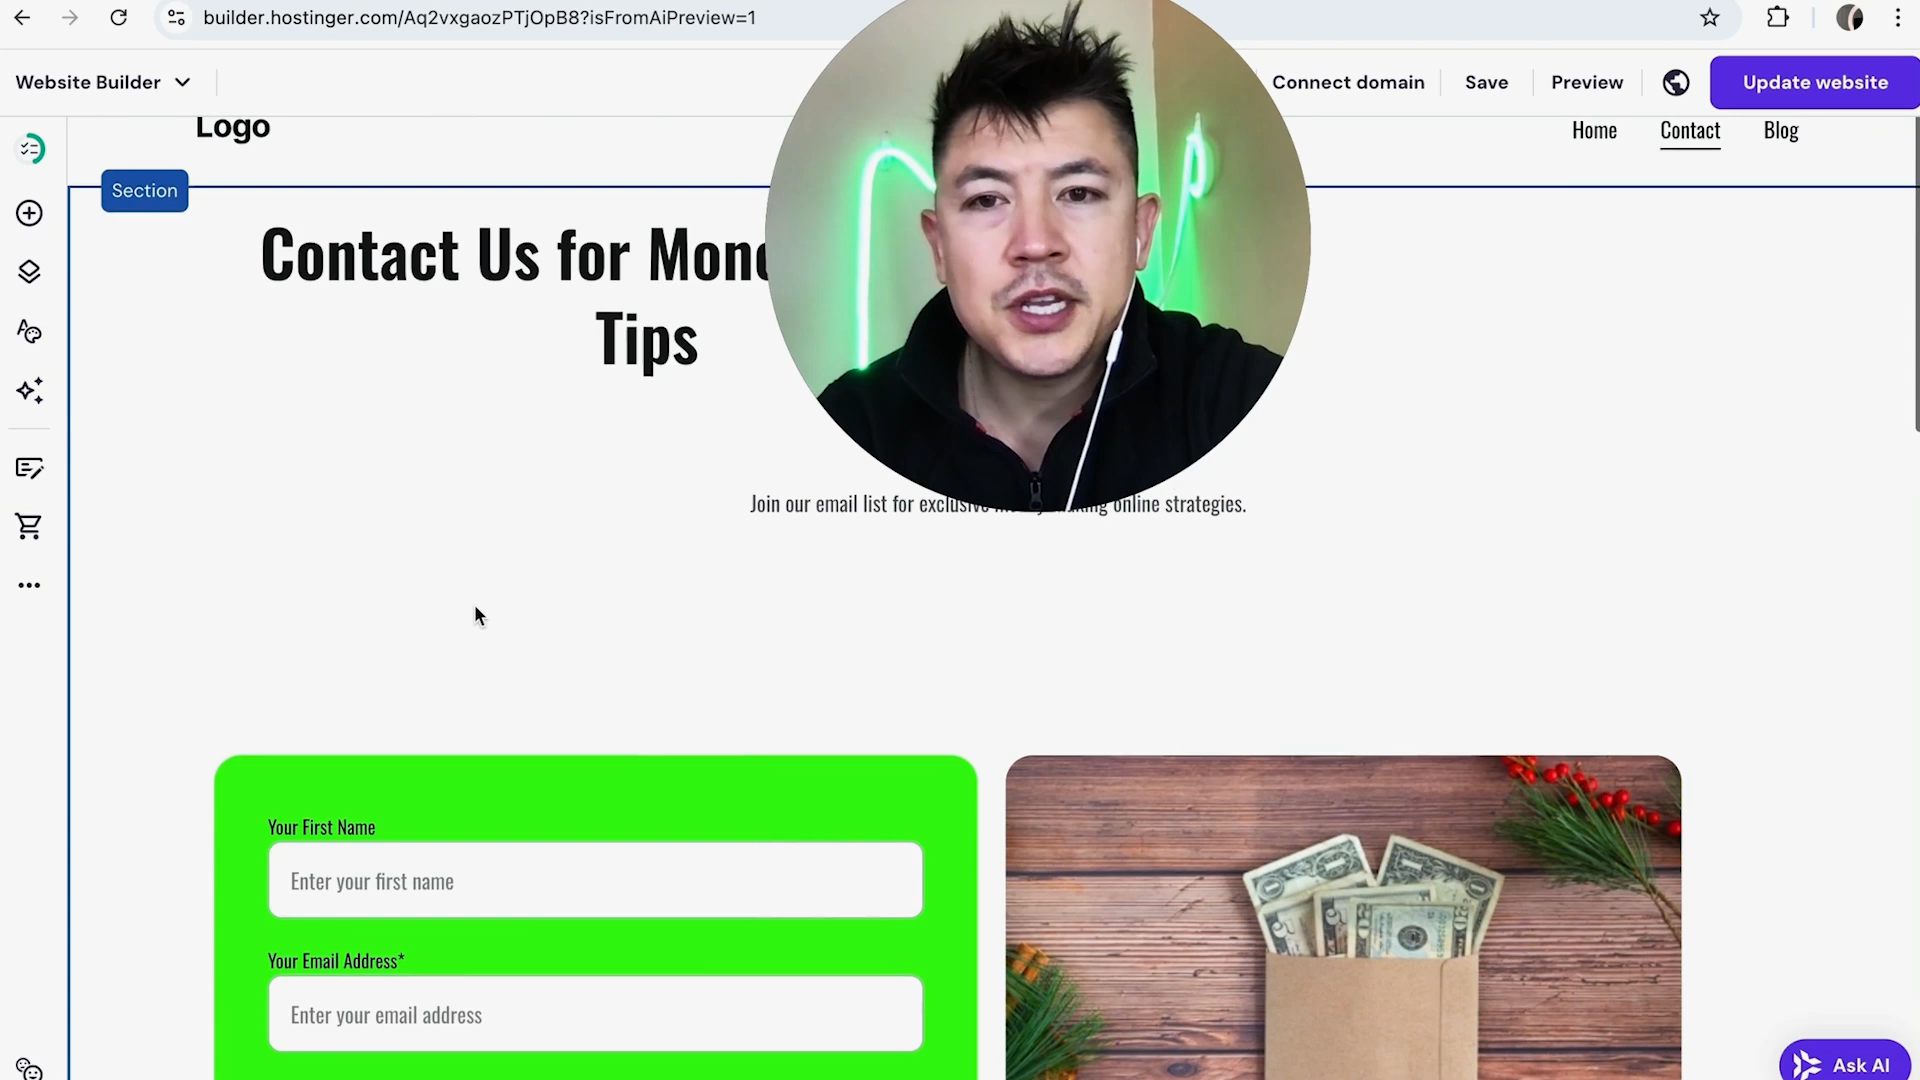 builder.hostinger.com/Aq2vxgaozPTjOpB8?isFromAiPreview=1
Website Builder
Connect domain
Save
Preview
Update website
Logo
Home
Contact
Blog
Section
Contact Us for
Tips
Join our email list for exclusive online strategies.
Your First Name
Enter your first name
Your Email Address*
Enter your email address
Ask AI